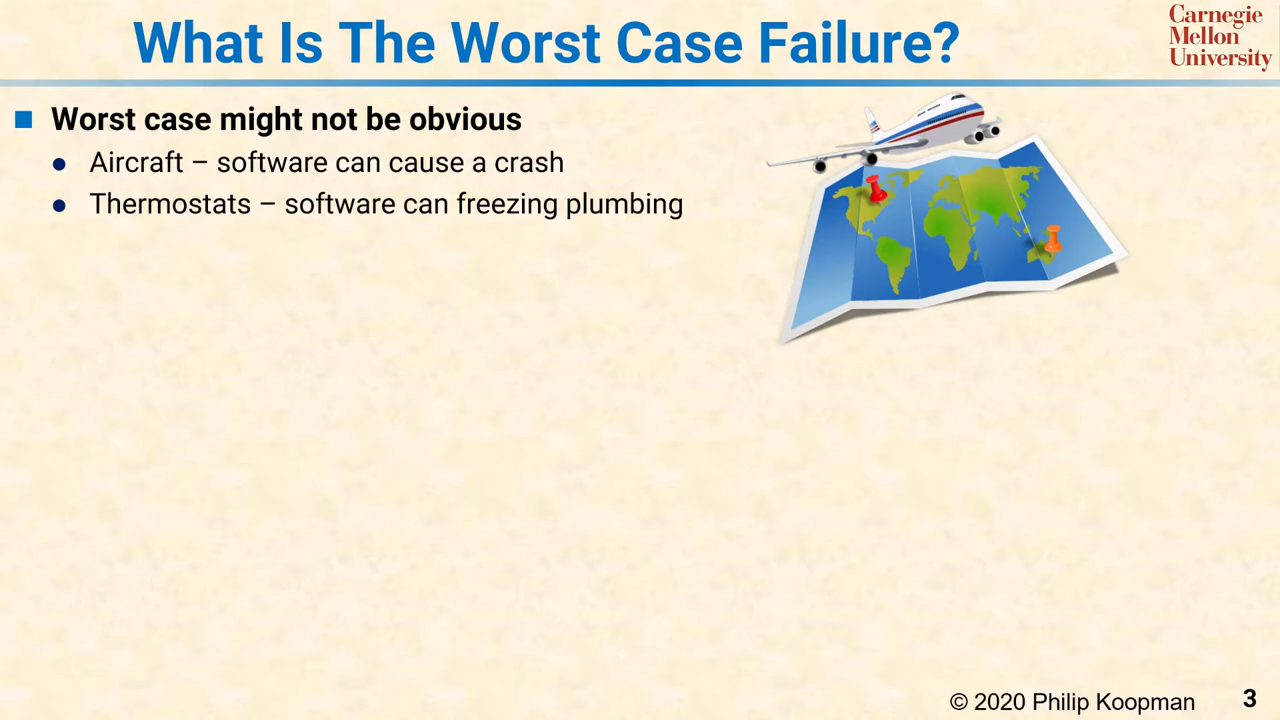 What Is The Worst Case Failure?
Carnegie
Mellon
University
Worst case might not be obvious
Aircraft – software can cause a crash
Thermostats – software can freezing plumbing
© 2020 Philip Koopman
3